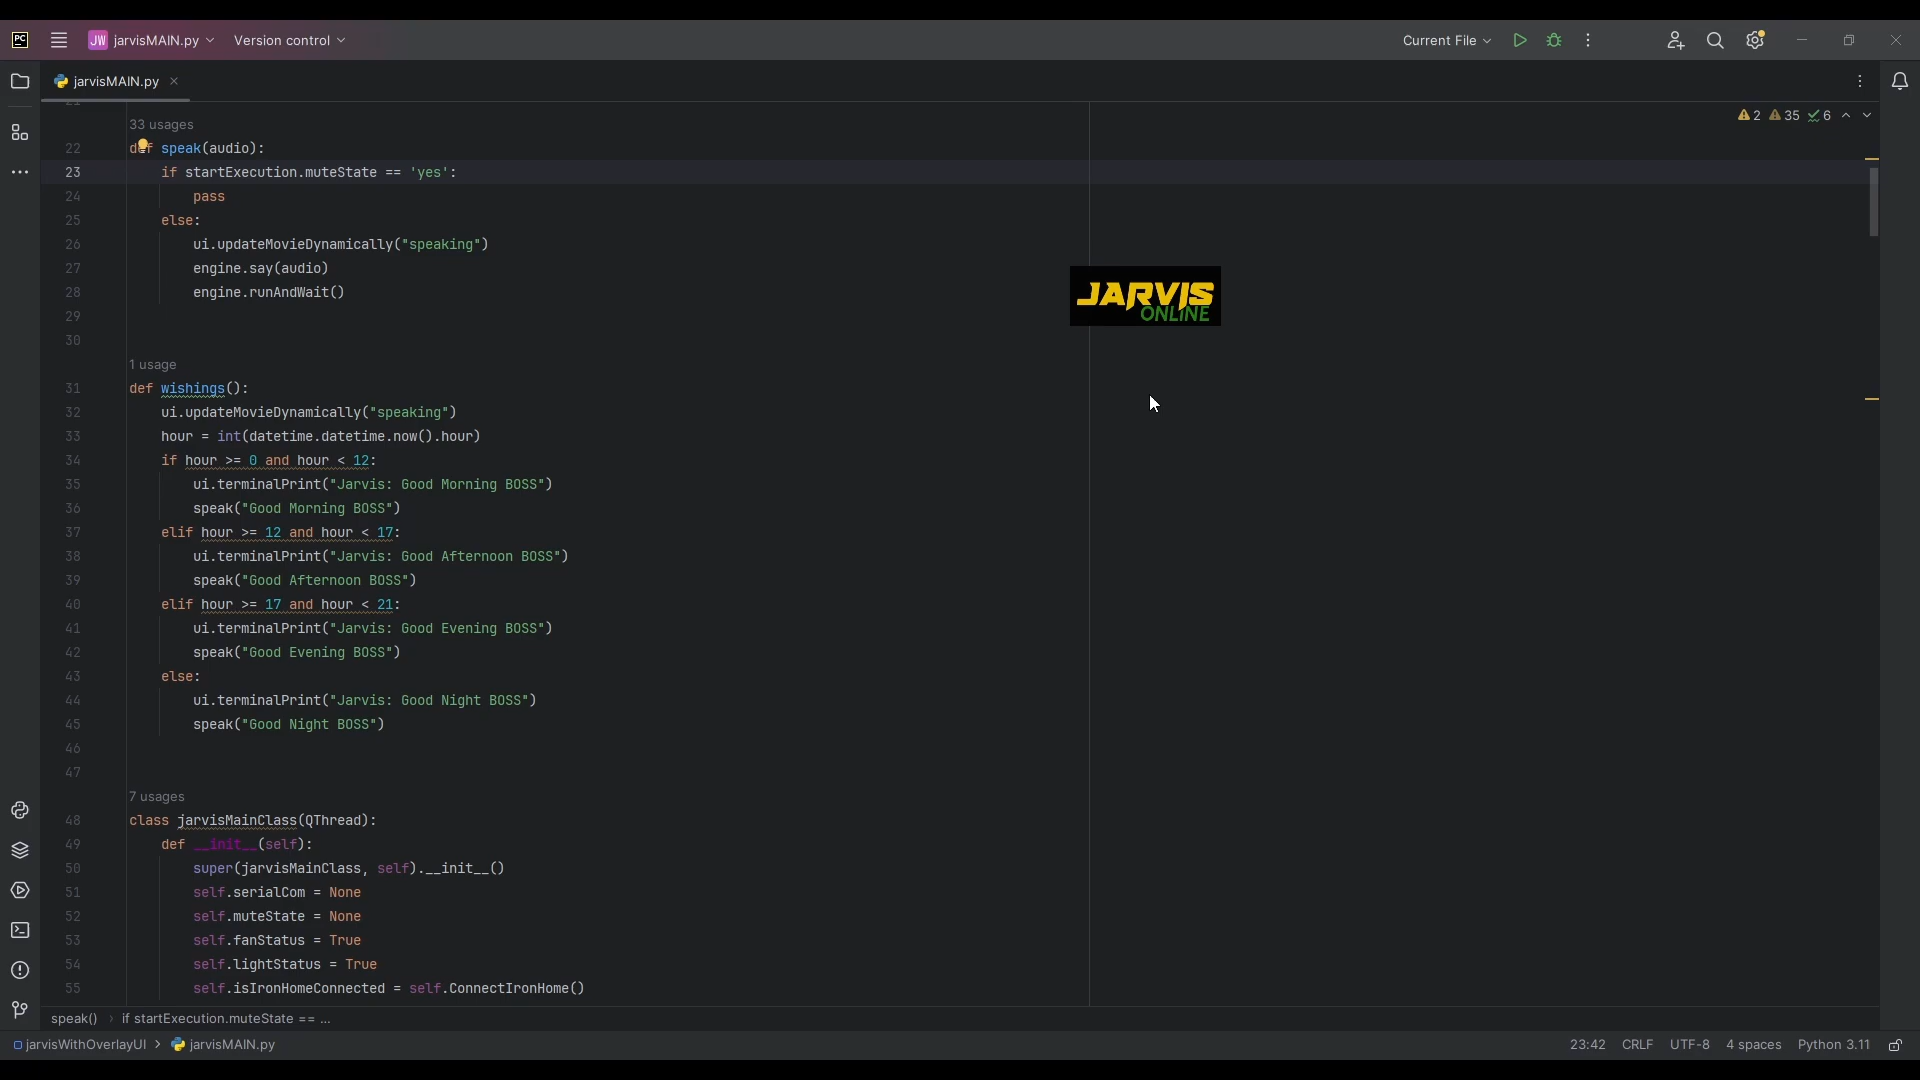 PC JW jarvisMAIN.py Version control Current File
jarvisMAIN.py
2 35 6
33 usages
22 def speak(audio):
23 if startExecution.muteState == 'yes':
24 pass
25 else:
26 ui.updateMovieDynamically("speaking")
27 engine.say(audio)
28 engine.runAndWait()
29
JARVIS
ONLINE
30
1 usage
31 def wishings():
32 ui.updateMovieDynamically("speaking")
33 hour = int(datetime.datetime.now().hour)
34 if hour >= 0 and hour < 12:
35 ui.terminalPrint("Jarvis: Good Morning BOSS")
36 speak("Good Morning BOSS")
37 elif hour >= 12 and hour < 17:
38 ui.terminalPrint("Jarvis: Good Afternoon BOSS")
39 speak("Good Afternoon BOSS")
40 elif hour >= 17 and hour < 21:
41 ui.terminalPrint("Jarvis: Good Evening BOSS")
42 speak("Good Evening BOSS")
43 else:
44 ui.terminalPrint("Jarvis: Good Night BOSS")
45 speak("Good Night BOSS")
46
47
7 usages
48 class jarvisMainClass(QThread):
49 def __init__(self):
50 super(jarvisMainClass, self).__init__()
51 self.serialCom = None
52 self.muteState = None
53 self.fanStatus = True
54 self.lightStatus = True
55 self.isIronHomeConnected = self.ConnectIronHome()
speak() › if startExecution.muteState == ...
jarvisWithOverlayUI > jarvisMAIN.py 23:42 CRLF UTF-8 4 spaces Python 3.11